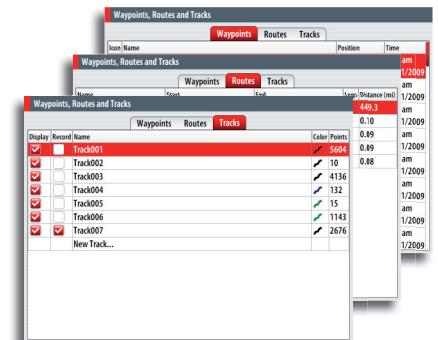 Waypoints, Routes and Tracks
Waypoints Routes Tracks
Icon Name Position Time
am
1/2009
am
1/2009
am
1/2009
am
1/2009
am
1/2009
am
1/2009
Waypoints, Routes and Tracks
Waypoints Routes Tracks
Name Start End Legs Distance (mi)
449.3
0.10
0.09
0.09
0.08
Waypoints, Routes and Tracks
Waypoints Routes Tracks
Display Record Name Color Points
Track001 5604
Track002 10
Track003 4136
Track004 132
Track005 15
Track006 1143
Track007 2676
New Track...